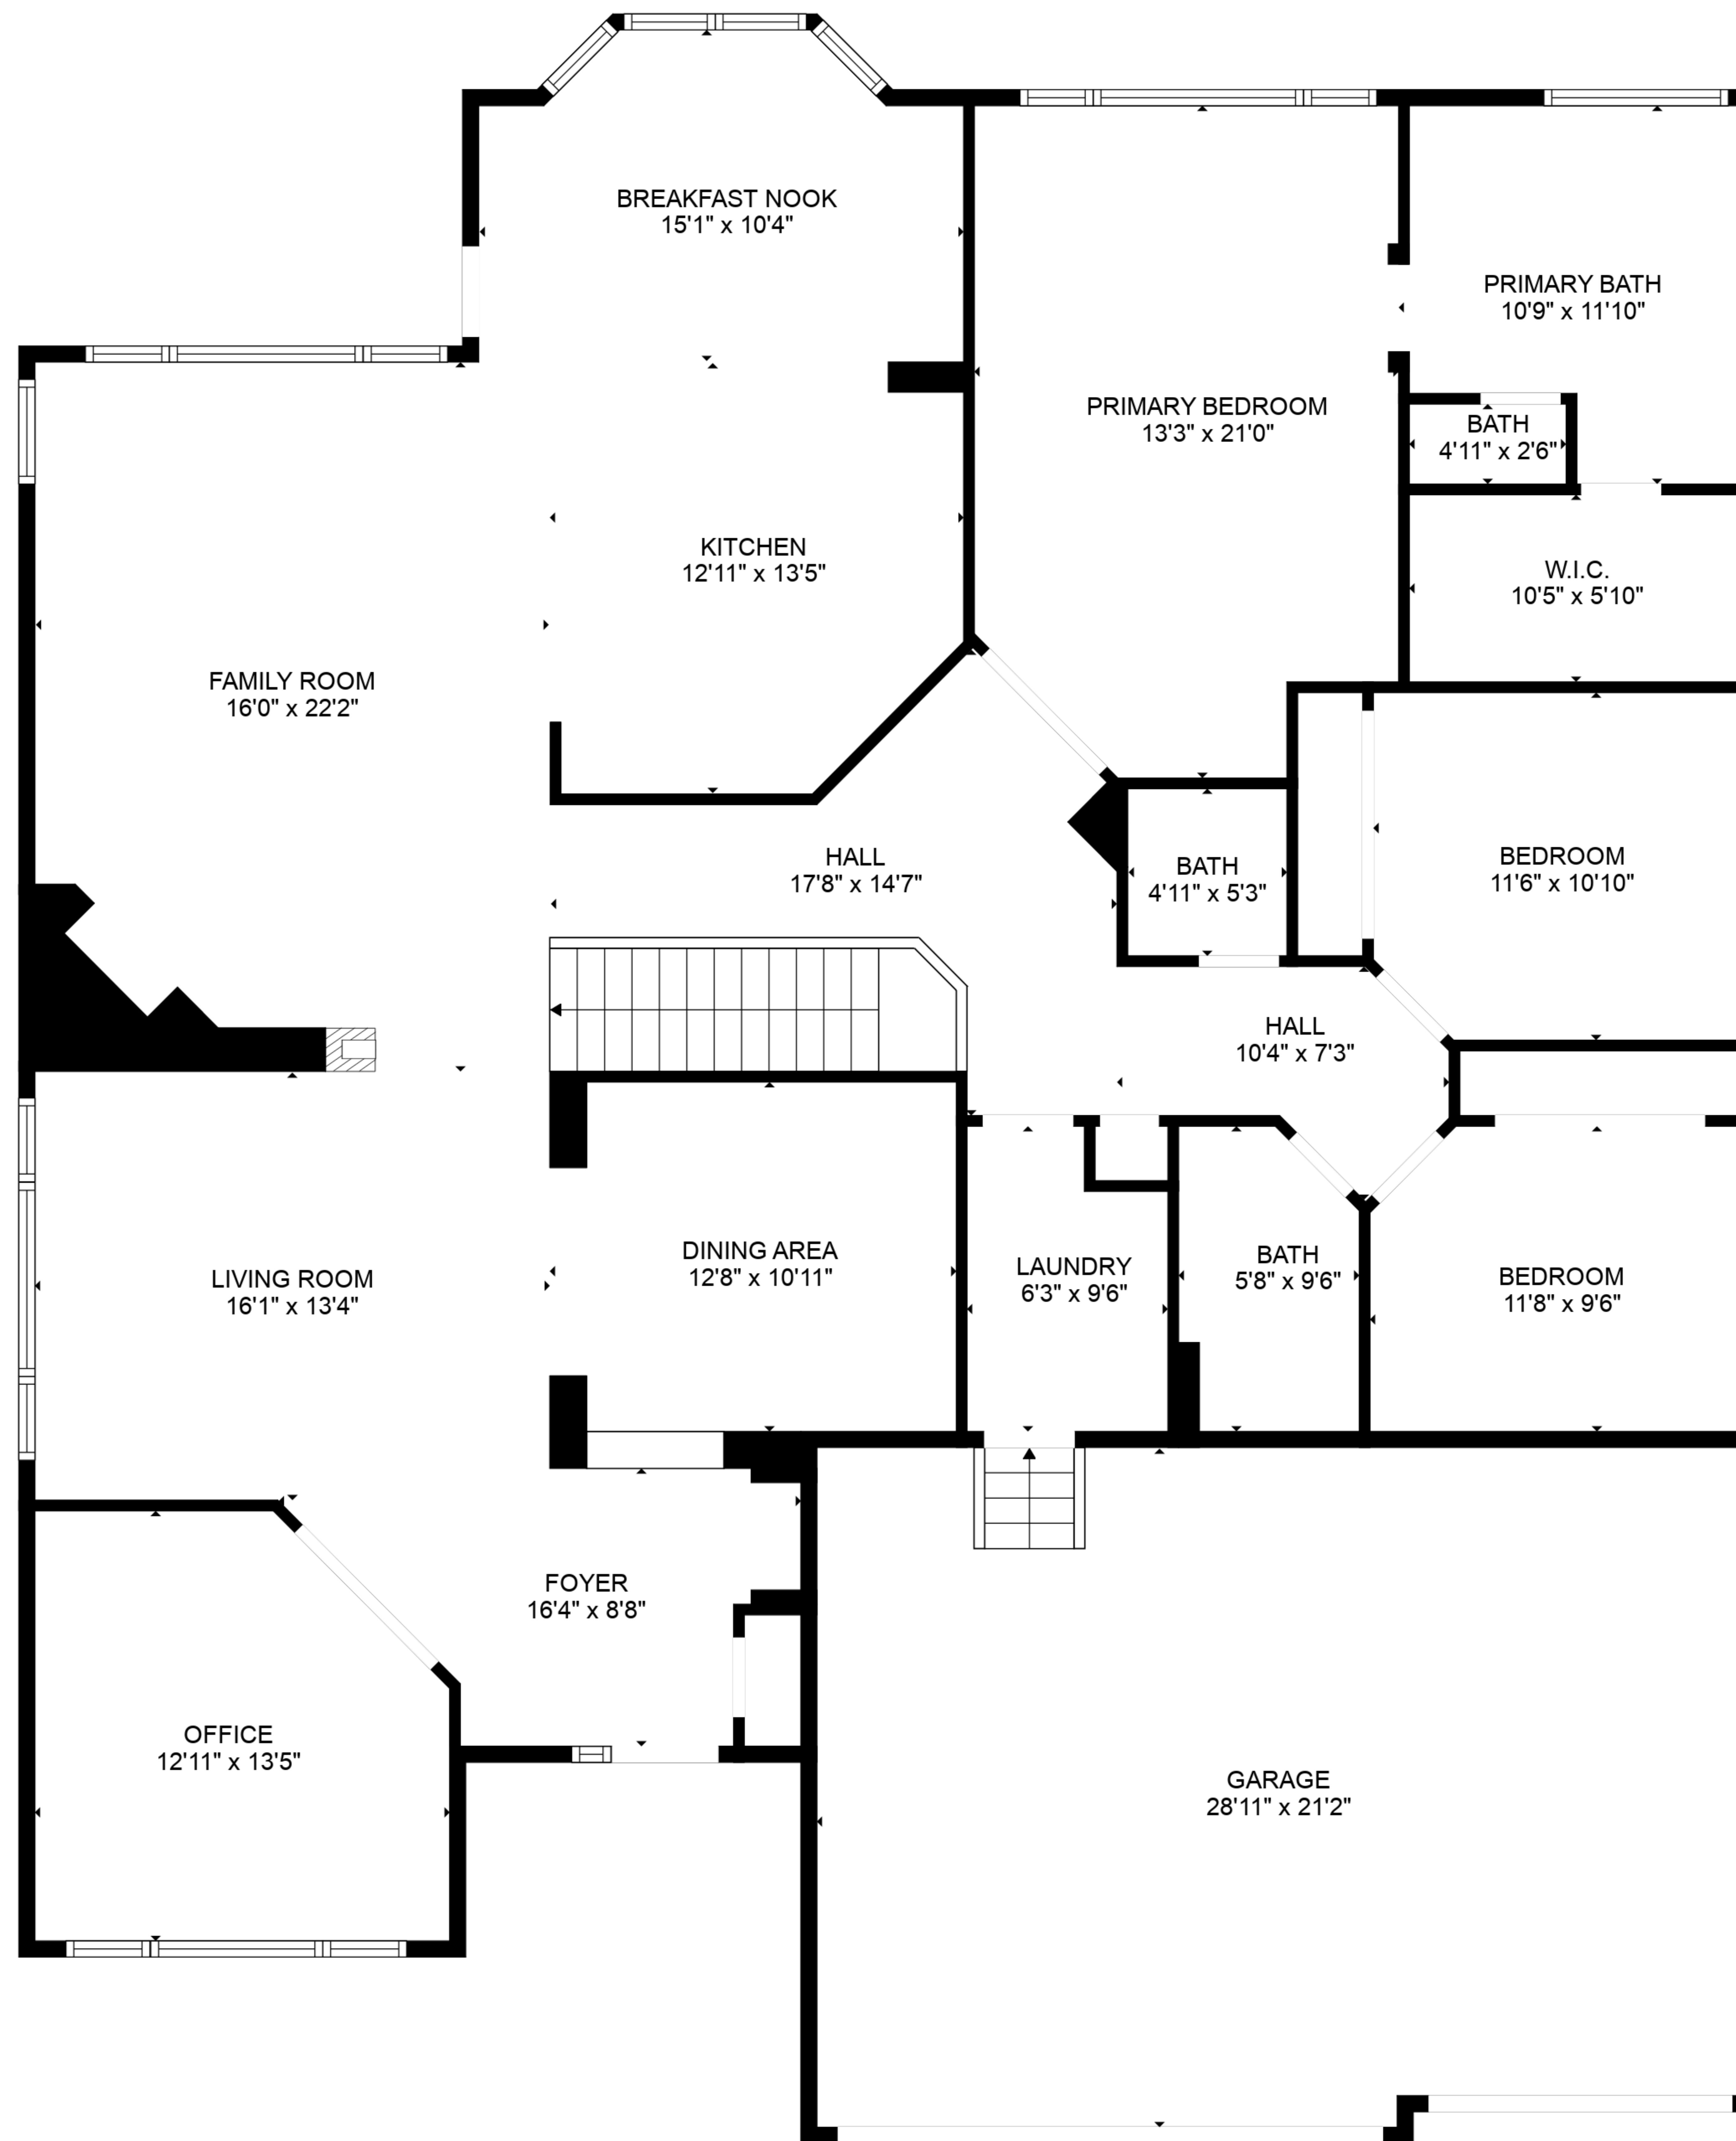 BREAKFAST NOOK
15'1" x 10'4"
PRIMARY BATH
10'9" x 11'10"
PRIMARY BEDROOM
13'3" x 21'0"
BATH
4'11" x 2'6"
KITCHEN
12'11" x 13'5"
W.I.C.
10'5" x 5'10"
FAMILY ROOM
16'0" x 22'2"
HALL
17'8" x 14'7"
BATH
4'11" x 5'3"
BEDROOM
11'6" x 10'10"
HALL
10'4" x 7'3"
LIVING ROOM
16'1" x 13'4"
DINING AREA
12'8" x 10'11"
LAUNDRY
6'3" x 9'6"
BATH
5'8" x 9'6"
BEDROOM
11'8" x 9'6"
FOYER
16'4" x 8'8"
OFFICE
12'11" x 13'5"
GARAGE
28'11" x 21'2"